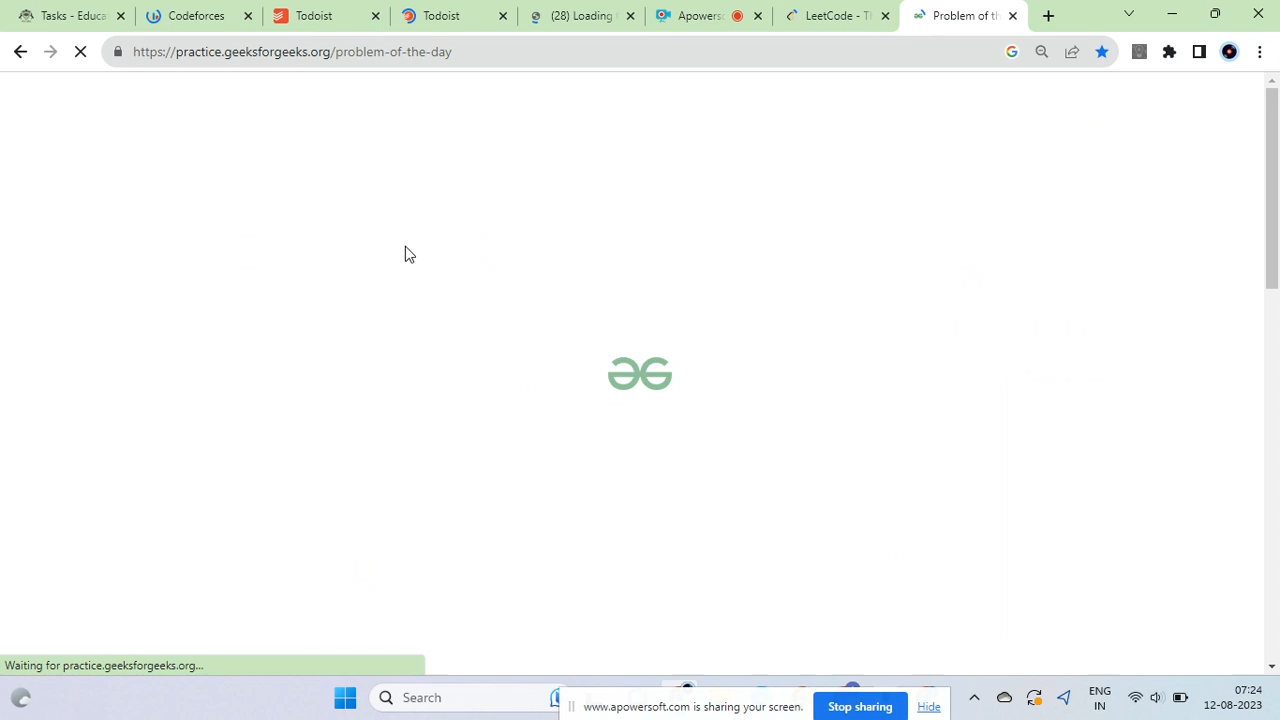 Tasks - Educa
Codeforces
Todoist
Todoist
(28) Loading
Apowers
LeetCode - Th
Problem of th
https://practice.geeksforgeeks.org/problem-of-the-day
Waiting for practice.geeksforgeeks.org...
Search
www.apowersoft.com is sharing your screen.
Stop sharing
Hide
ENG
IN
07:24
12-08-2023